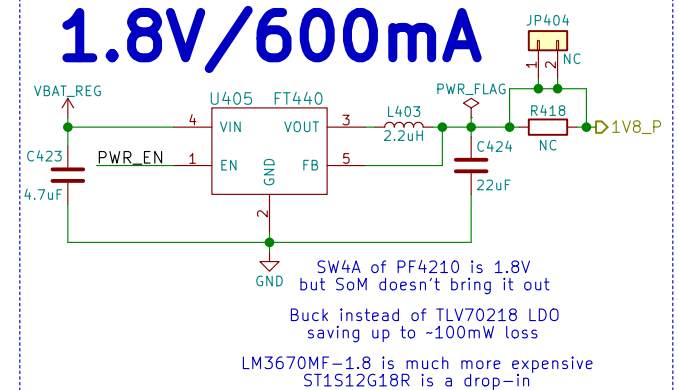 1.8V/600mA
JP404
1
2
NC
VBAT_REG
U405 FT440
PWR_FLAG
4 VIN VOUT 3
L403
2.2uH
R418
NC
1V8_P
C423
4.7uF
PWR_EN
1 EN FB 5
GND
2
C424
22uF
GND
SW4A of PF4210 is 1.8V
but SoM doesn't bring it out
Buck instead of TLV70218 LDO
saving up to ~100mW loss
LM3670MF-1.8 is much more expensive
ST1S12G18R is a drop-in